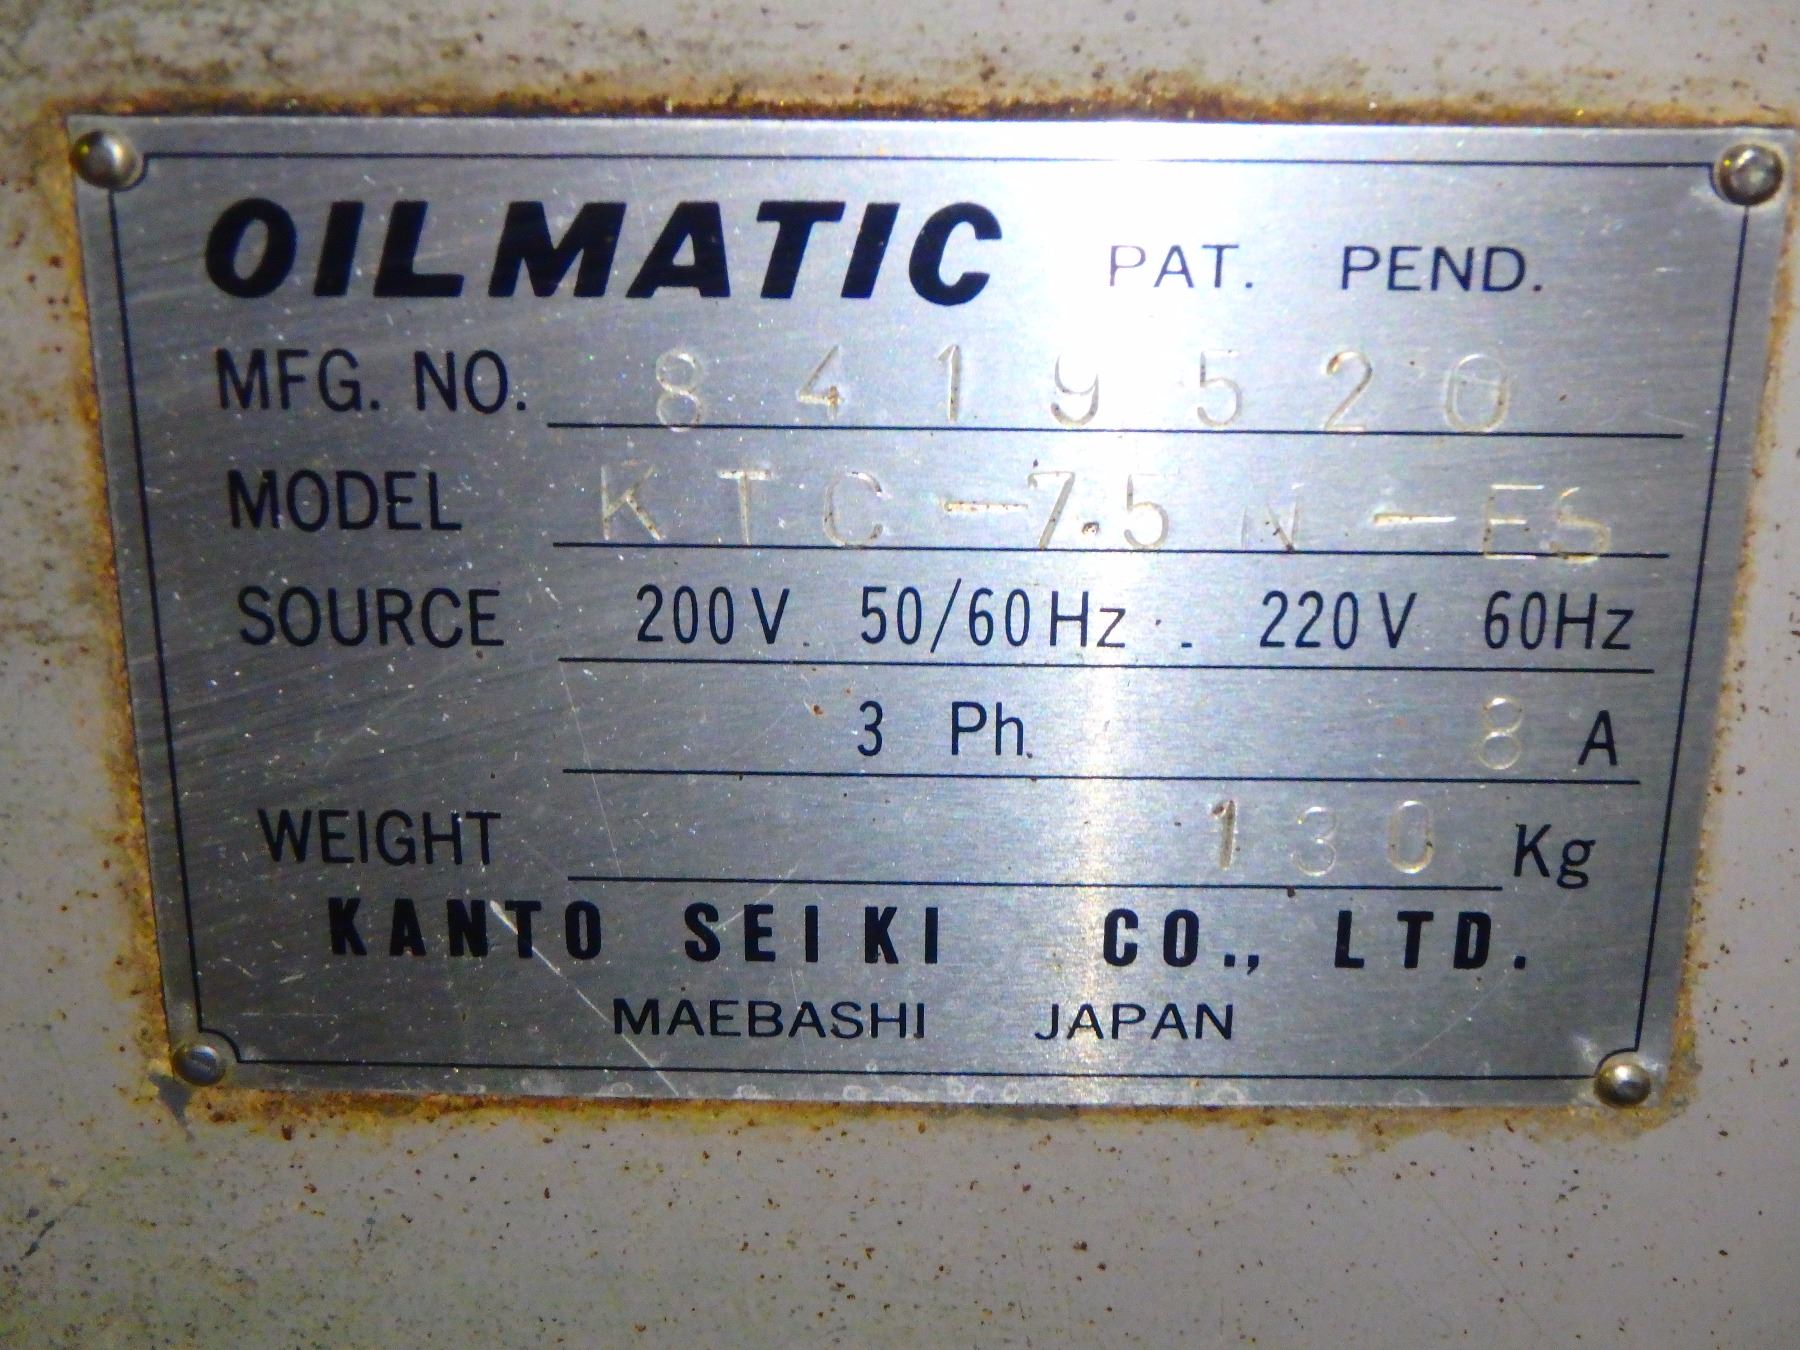 OILMATIC PAT. PEND.
MFG. NO. 8419520
MODEL KTC-7.5N-ES
SOURCE 200V. 50/60Hz. 220V 60Hz
3 Ph. 8 A
WEIGHT 130 Kg
KANTO SEIKI CO., LTD.
MAEBASHI JAPAN